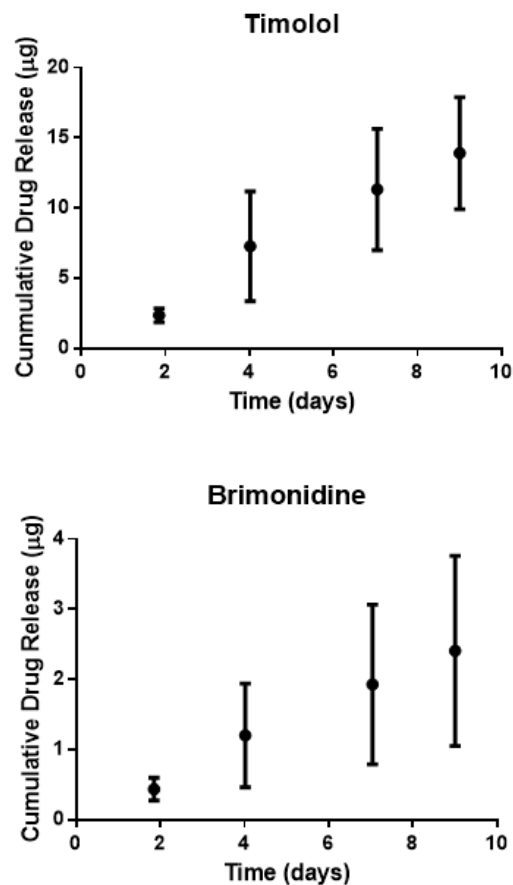 Timolol
Cunmulative Drug Release (μg)
20
15
10
5
0
0 2 4 6 8 10
Time (days)
Brimonidine
Cumulative Drug Release (μg)
4
3
2
1
0
0 2 4 6 8 10
Time (days)